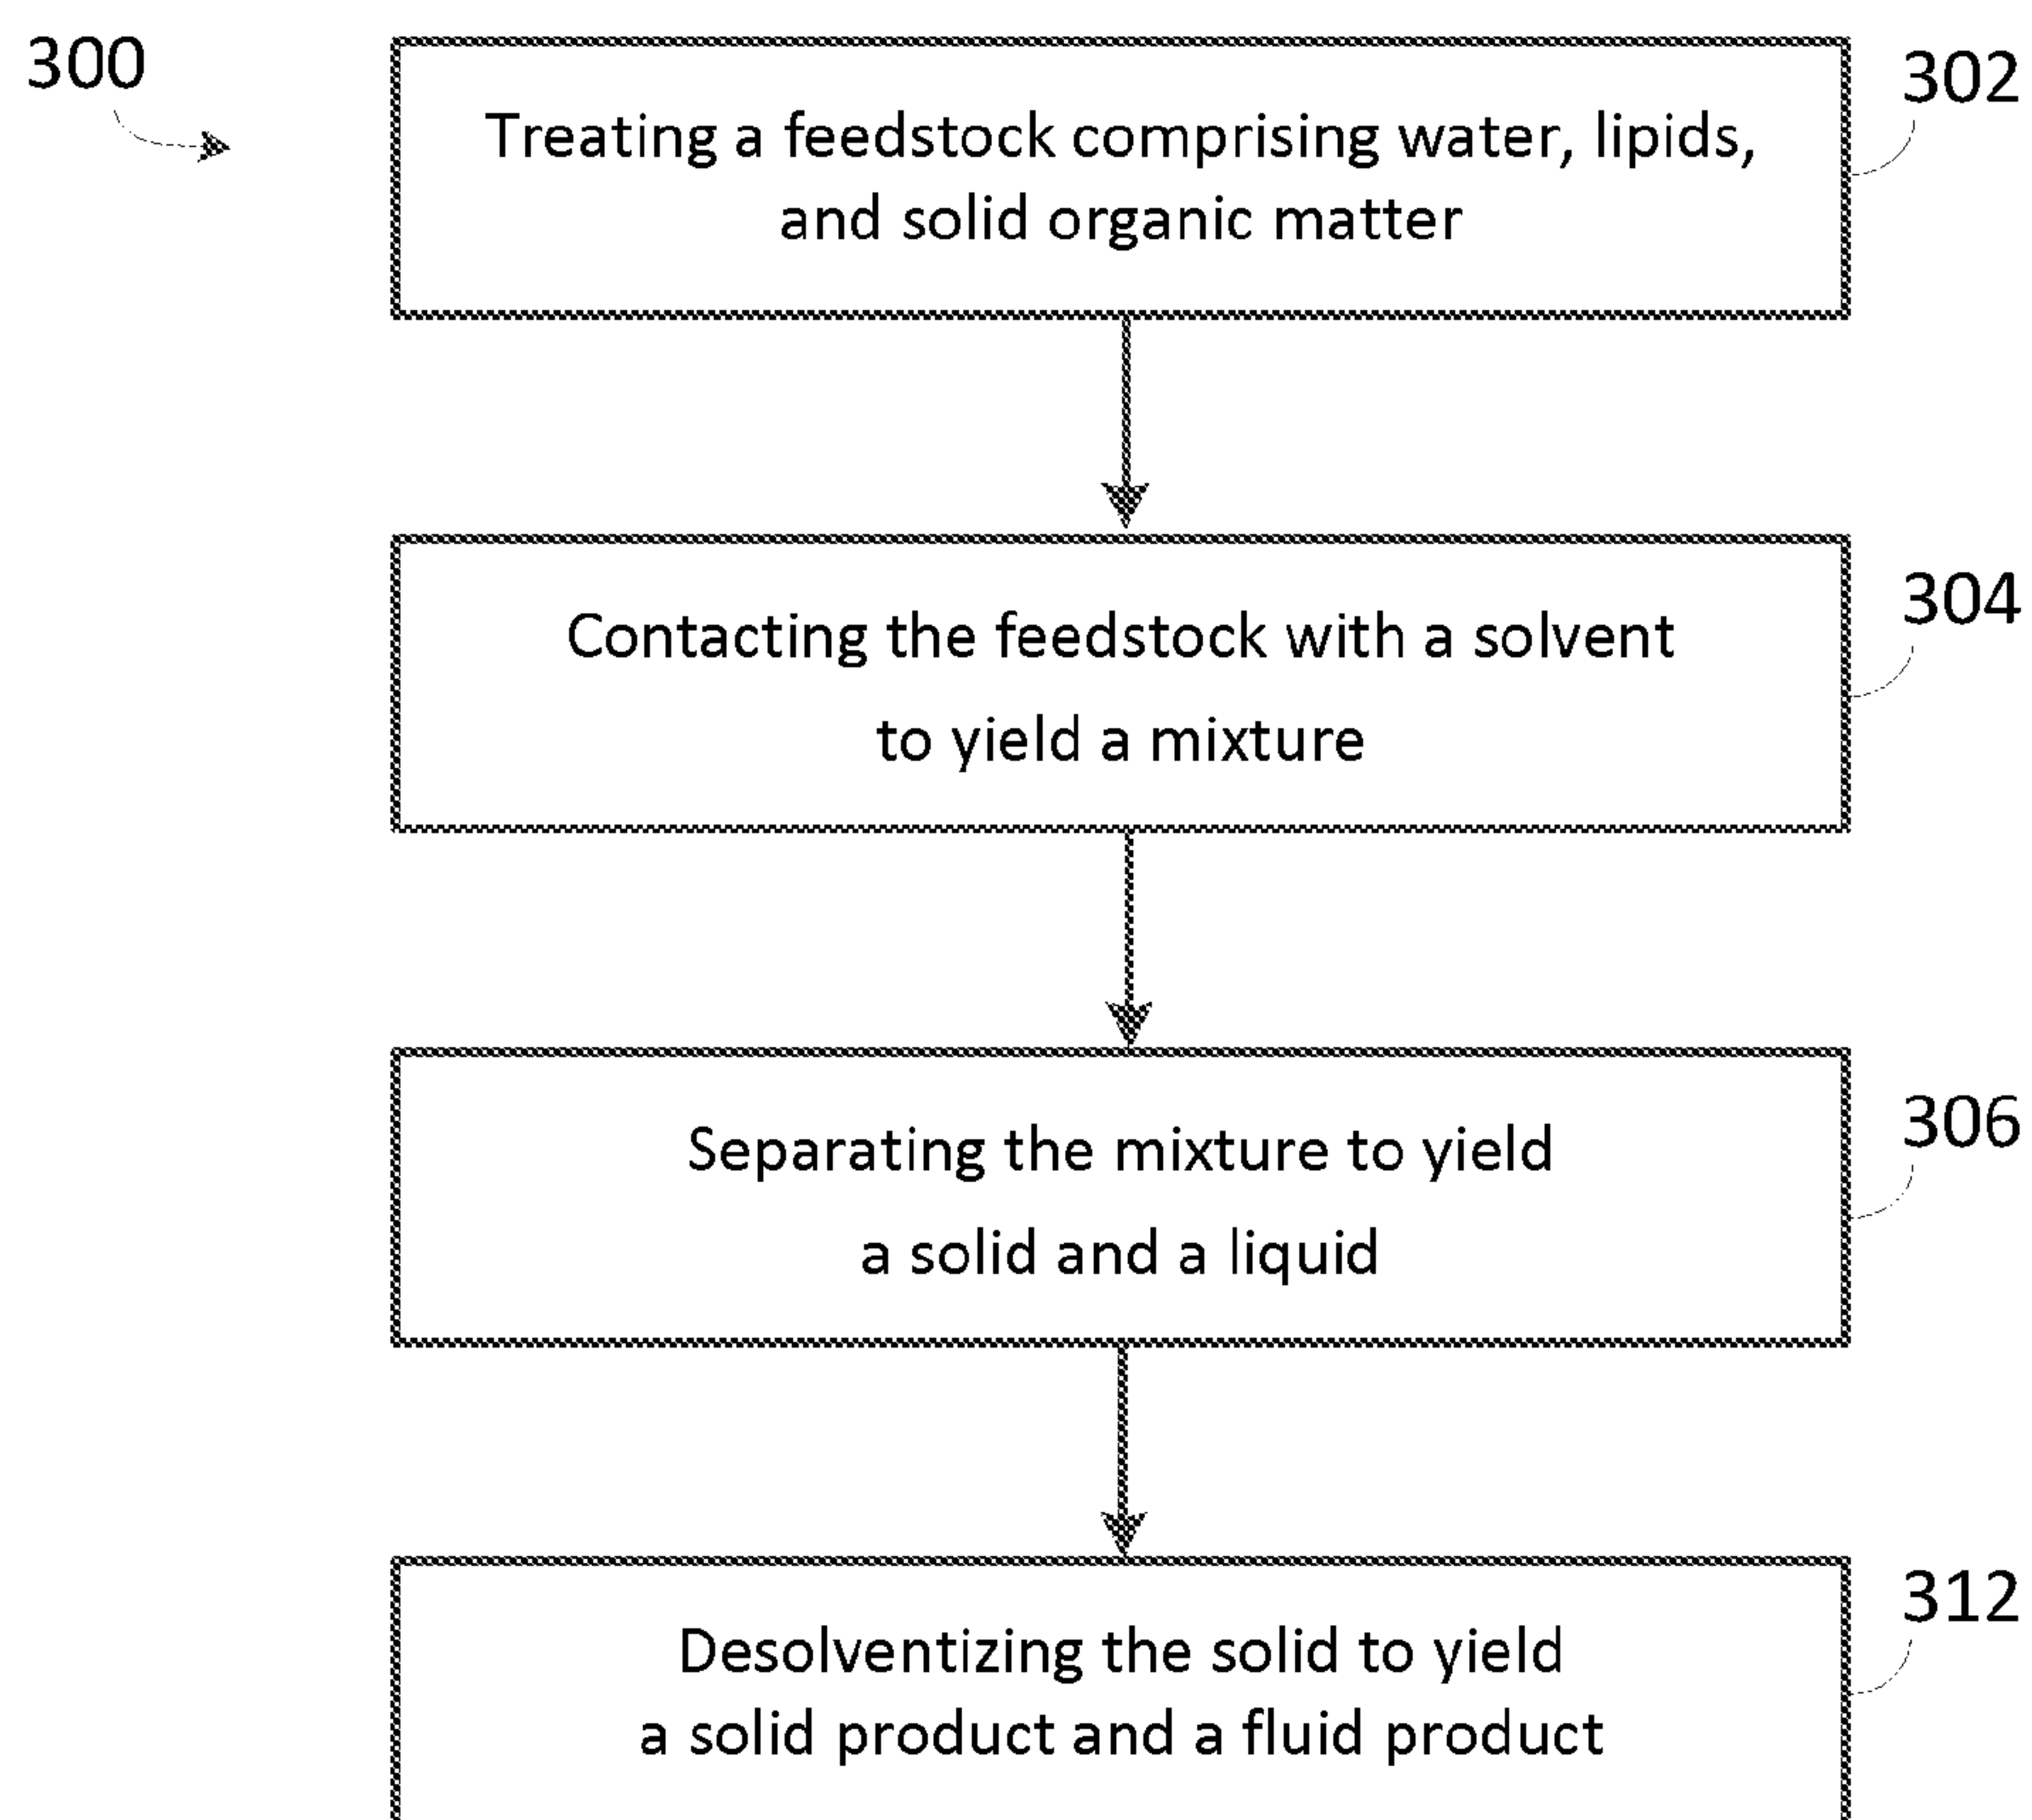 300
302
Treating a feedstock comprising water, lipids,
and solid organic matter
304
Contacting the feedstock with a solvent
to yield a mixture
306
Separating the mixture to yield
a solid and a liquid
312
Desolventizing the solid to yield
a solid product and a fluid product